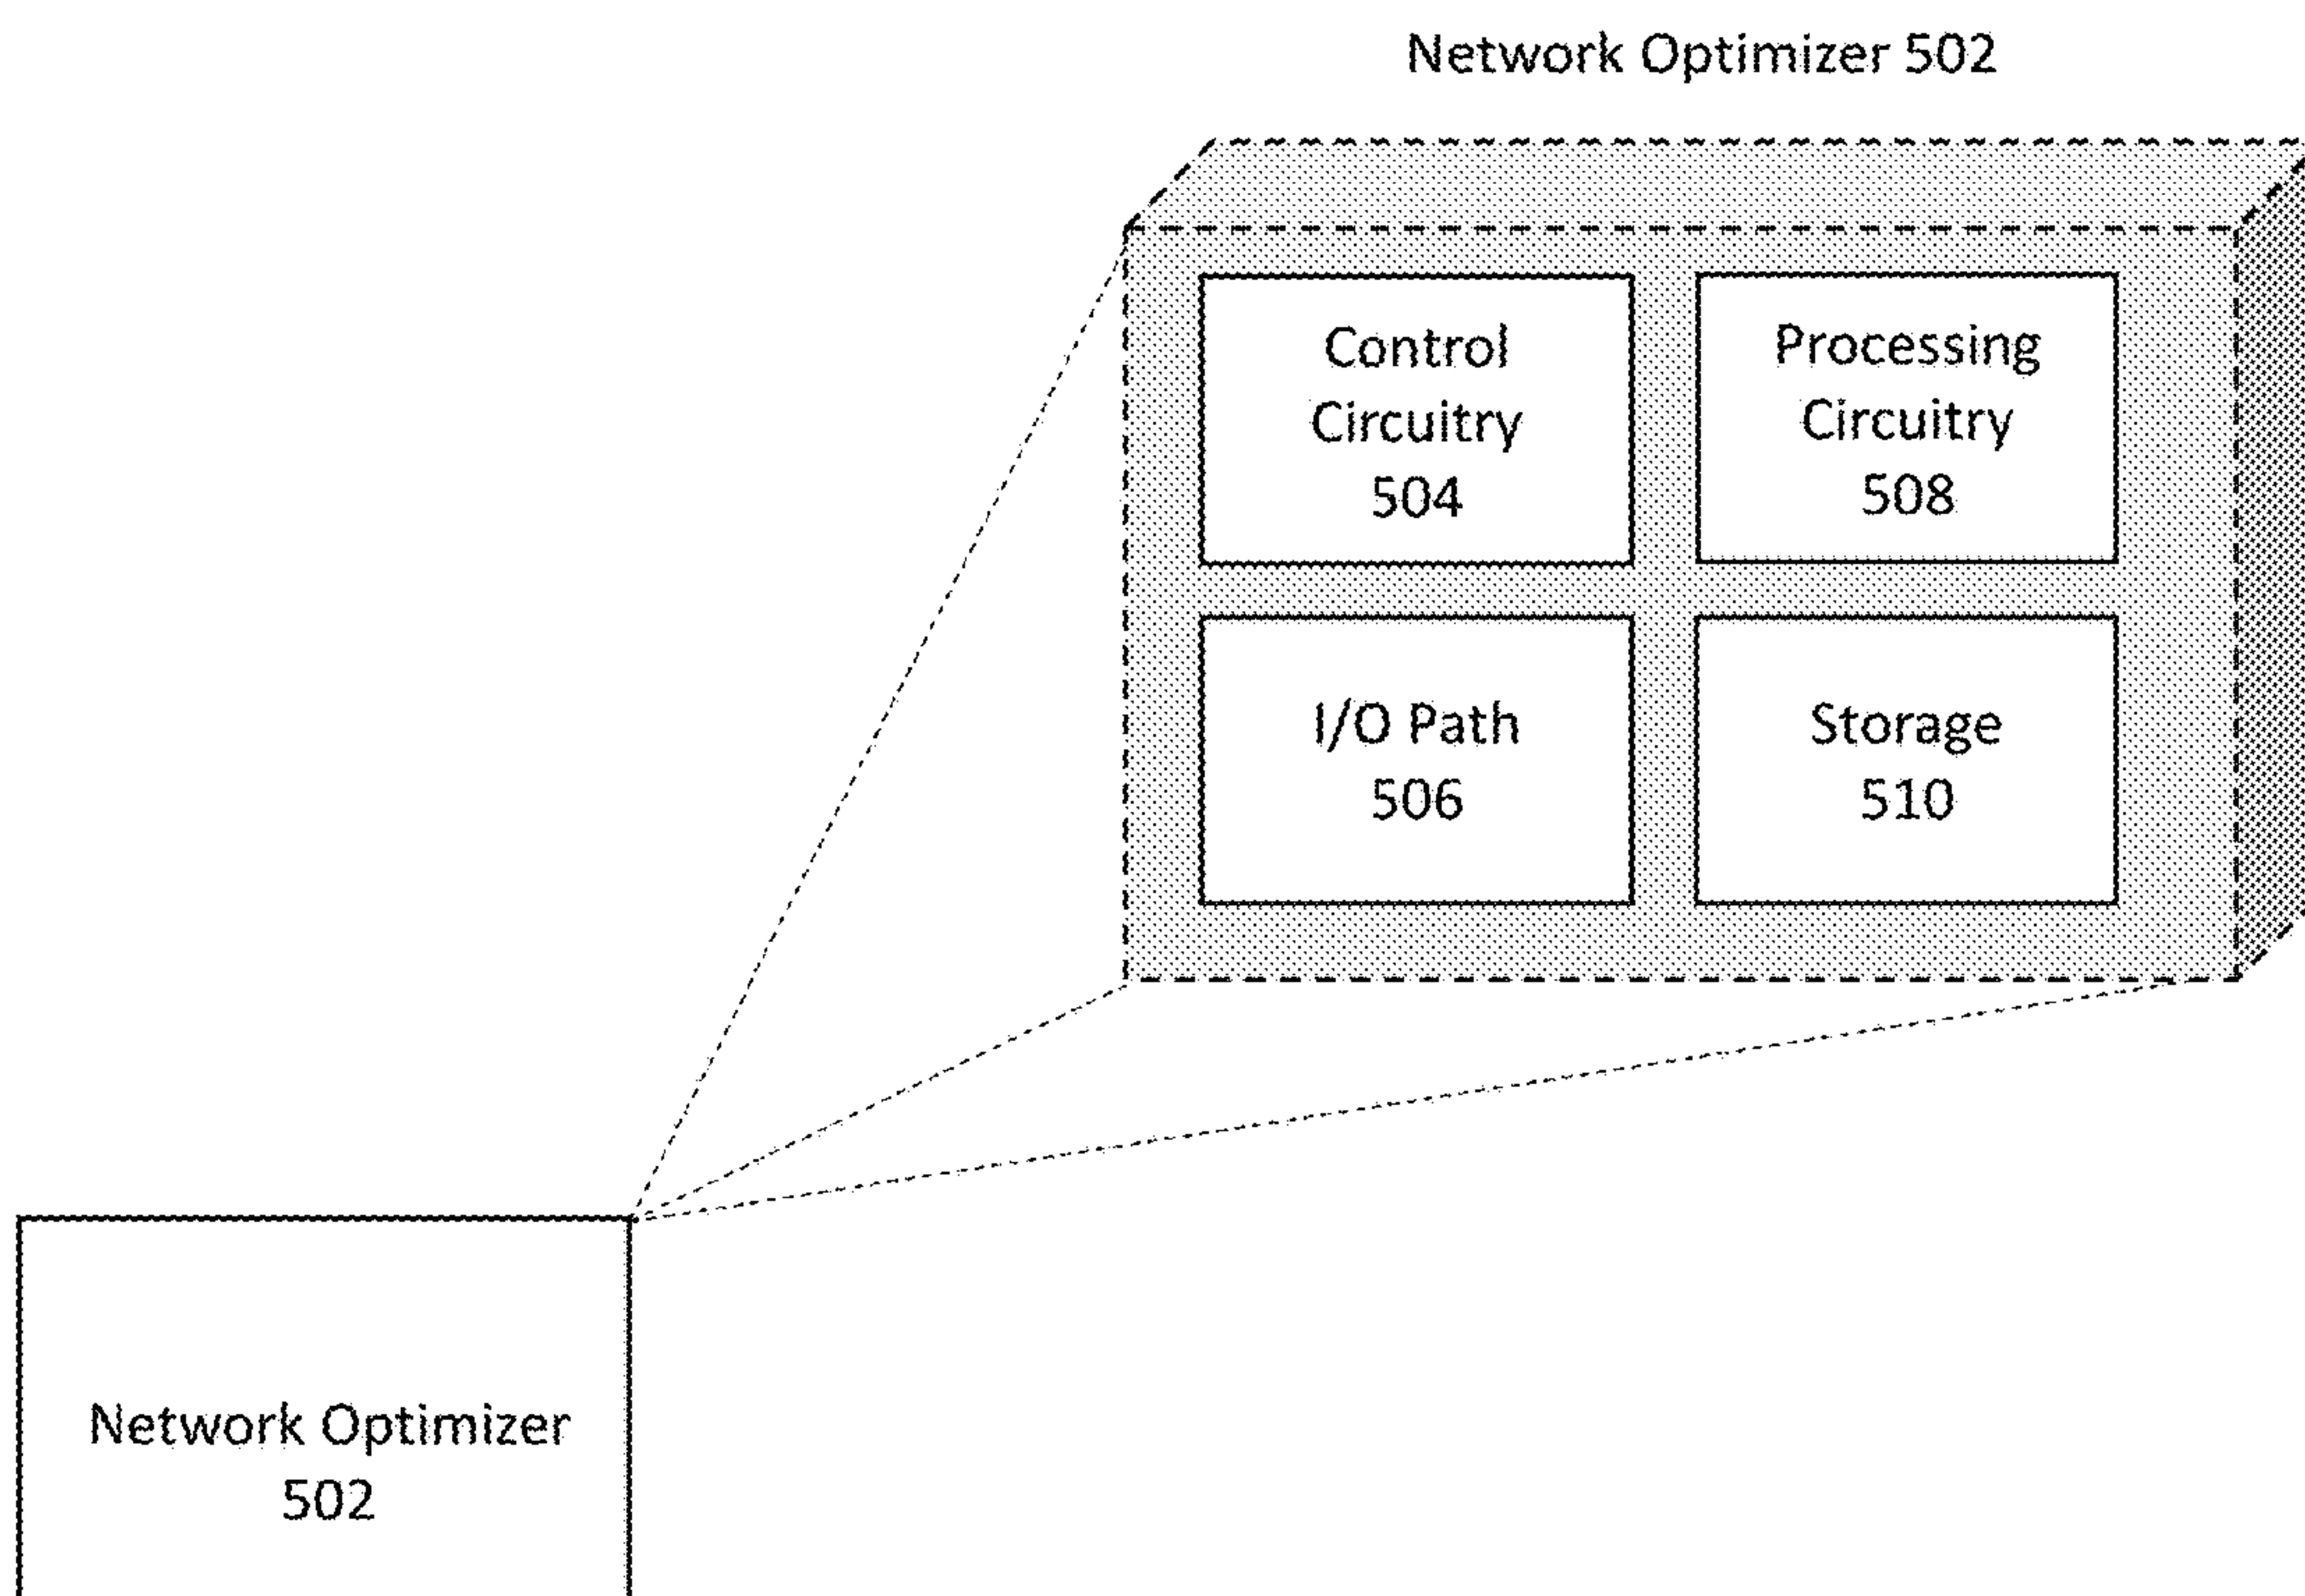 Network Optimizer 502
Control
Circuitry
504
Processing
Circuitry
508
I/O Path
506
Storage
510
Network Optimizer
502